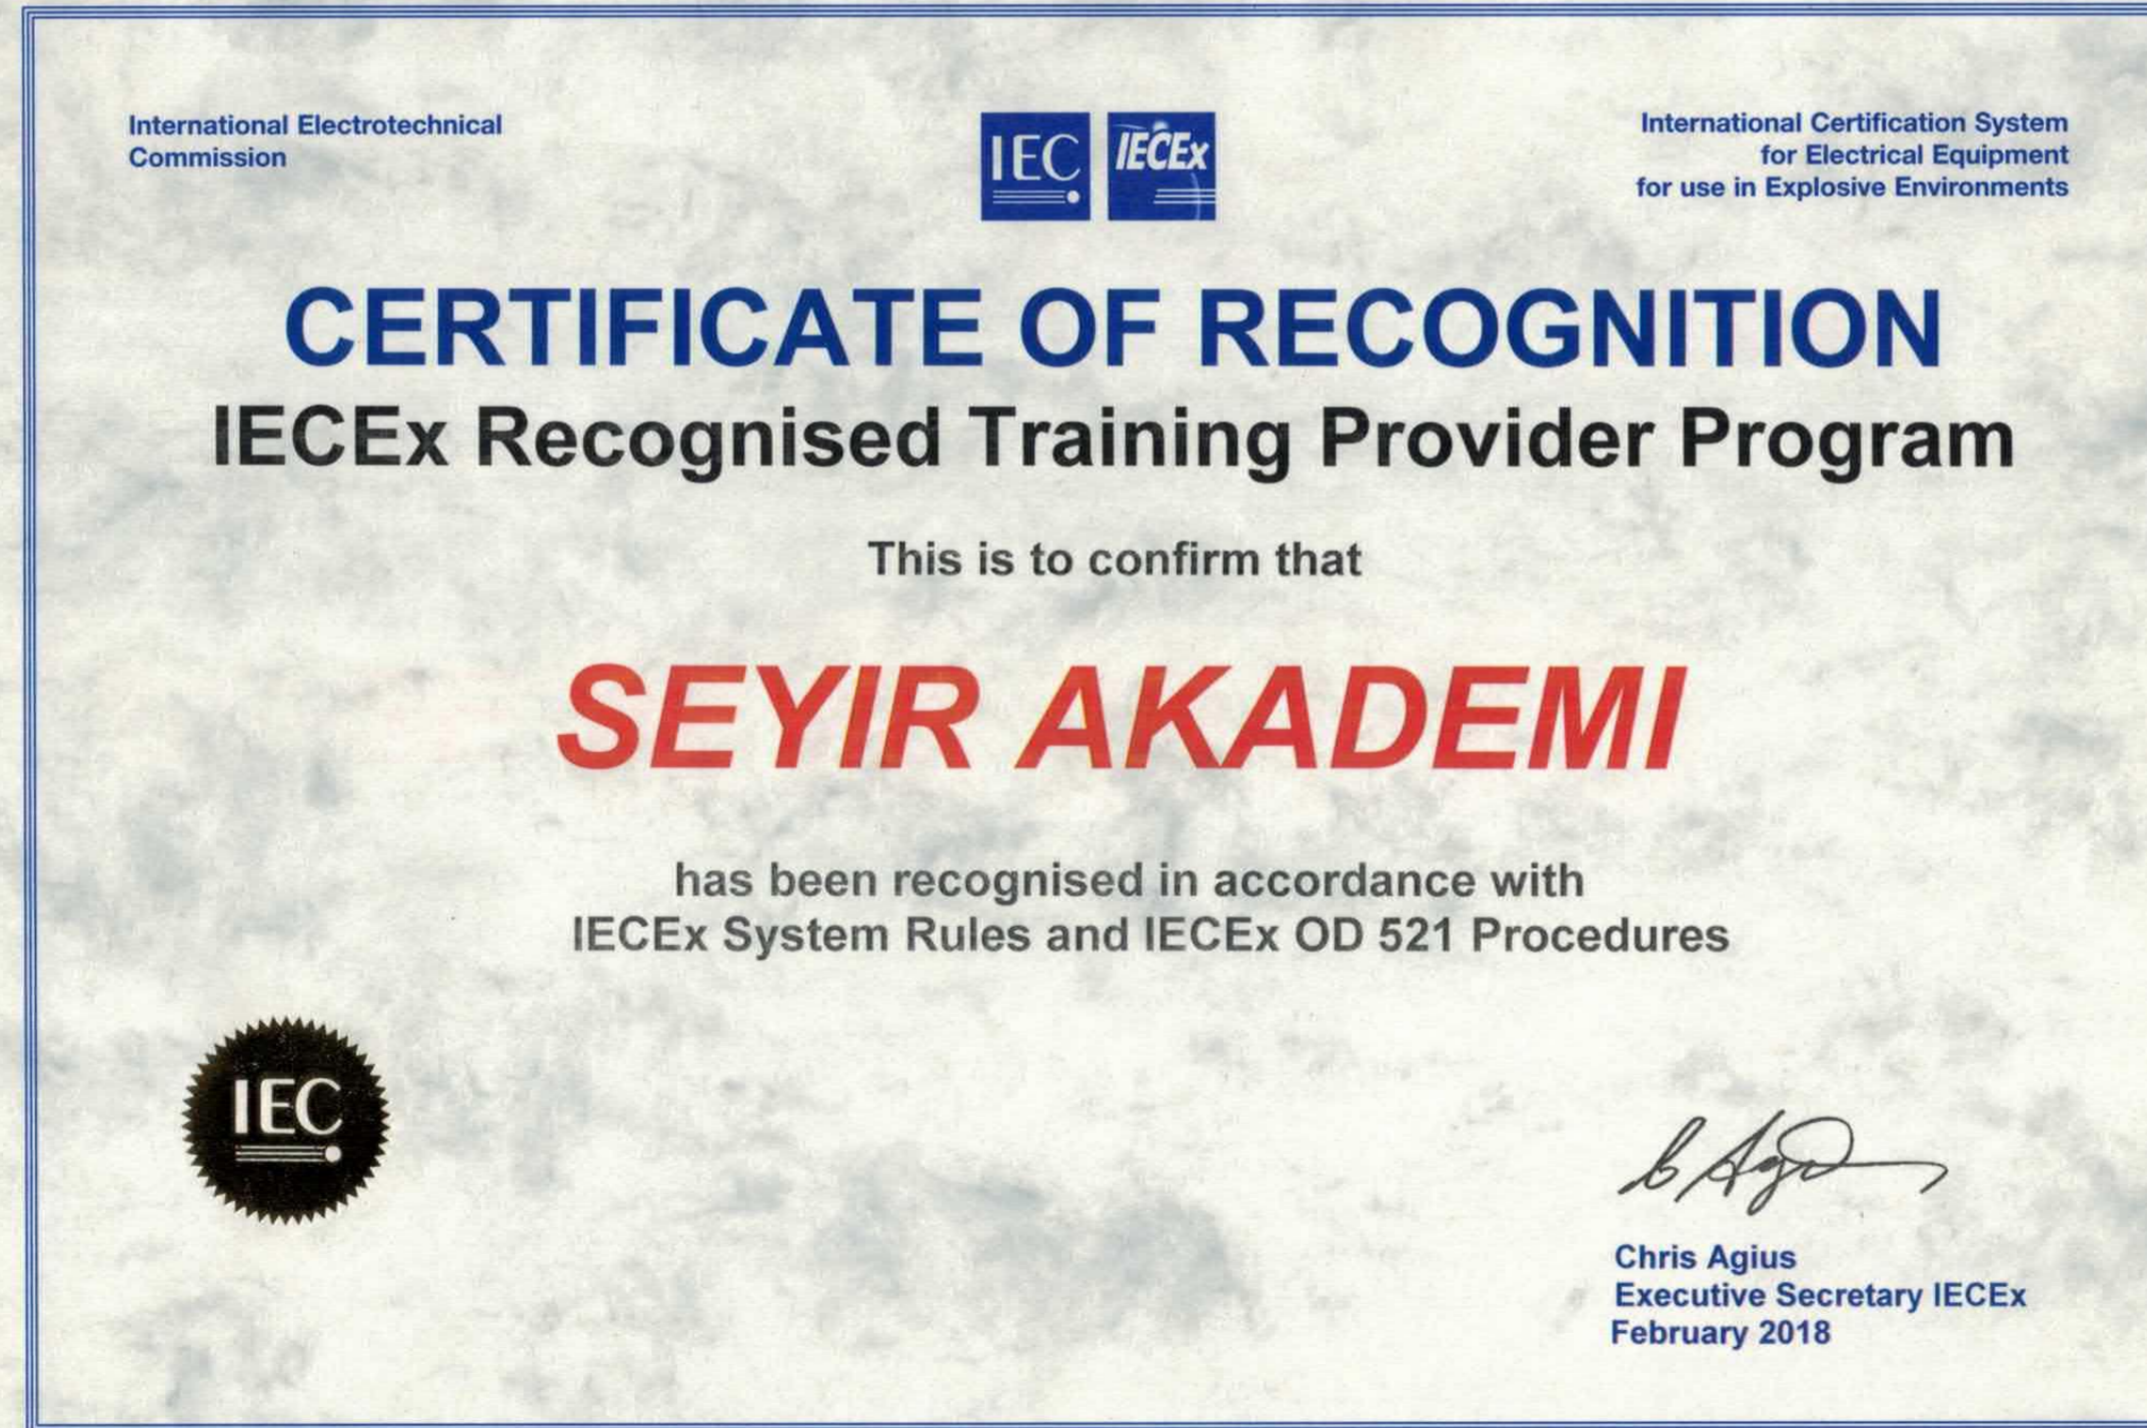 International Electrotechnical
Commission
IEC
IECEx
International Certification System
for Electrical Equipment
for use in Explosive Environments
CERTIFICATE OF RECOGNITION
IECEx Recognised Training Provider Program
This is to confirm that
SEYIR AKADEMI
has been recognised in accordance with
IECEx System Rules and IECEx OD 521 Procedures
IEC
Chris Agius
Executive Secretary IECEx
February 2018